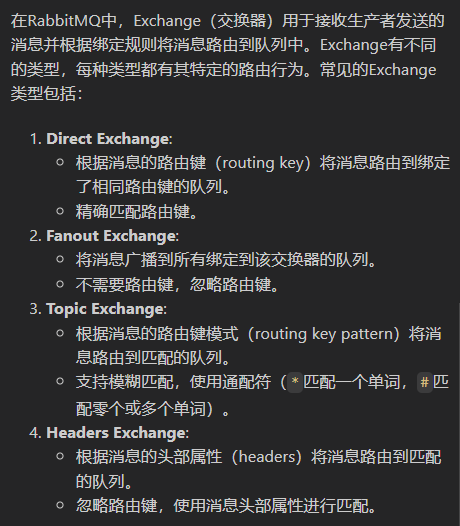 在RabbitMQ中，Exchange（交换器）用于接收生产者发送的
消息并根据绑定规则将消息路由到队列中。Exchange有不同
的类型，每种类型都有其特定的路由行为。常见的Exchange
类型包括：
1. Direct Exchange:
◦ 根据消息的路由键（routing key）将消息路由到绑定
了相同路由键的队列。
◦ 精确匹配路由键。
2. Fanout Exchange:
◦ 将消息广播到所有绑定到该交换器的队列。
◦ 不需要路由键，忽略路由键。
3. Topic Exchange:
◦ 根据消息的路由键模式（routing key pattern）将消
息路由到匹配的队列。
◦ 支持模糊匹配，使用通配符（*匹配一个单词，#匹
配零个或多个单词）。
4. Headers Exchange:
◦ 根据消息的头部属性（headers）将消息路由到匹配
的队列。
◦ 忽略路由键，使用消息头部属性进行匹配。